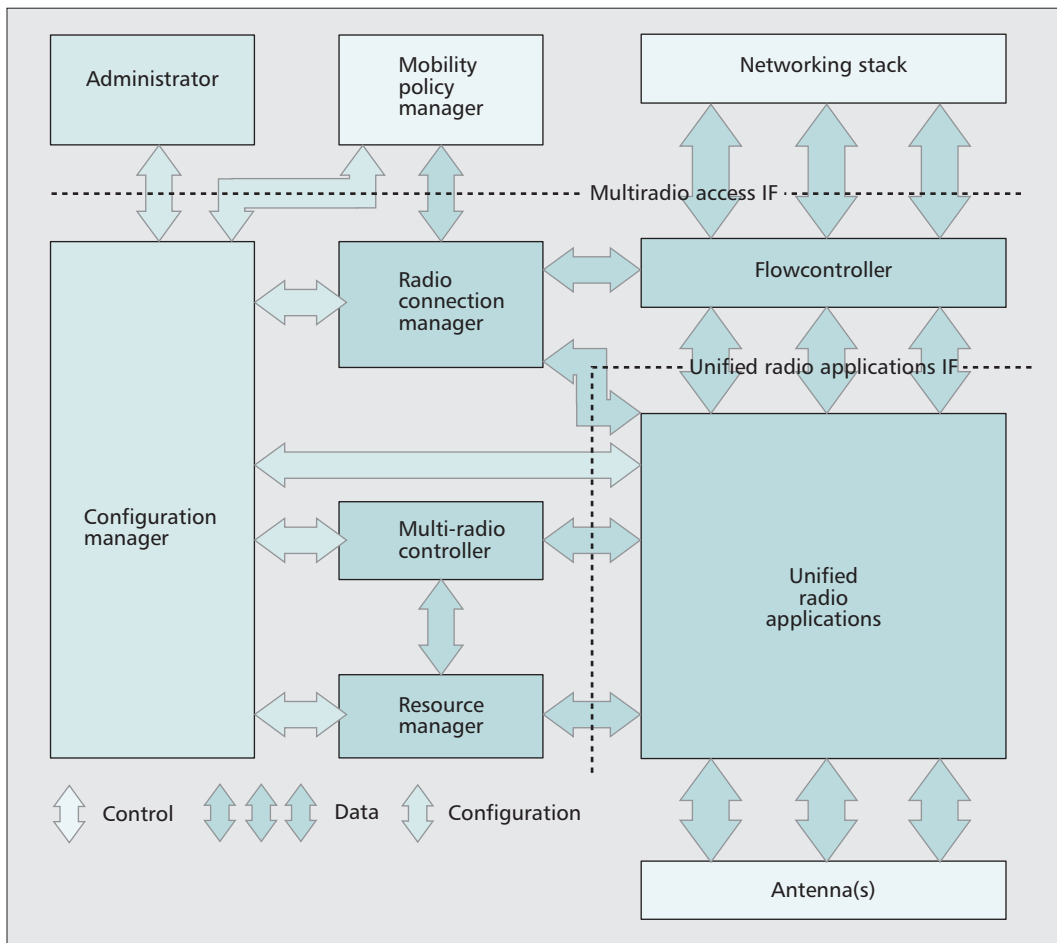 Administrator
Mobility
policy
manager
Networking stack
Multiradio access IF
Radio
connection
manager
Flowcontroller
Unified radio applications IF
Configuration
manager
Multi-radio
controller
Unified
radio
applications
Resource
manager
Control
Data
Configuration
Antenna(s)